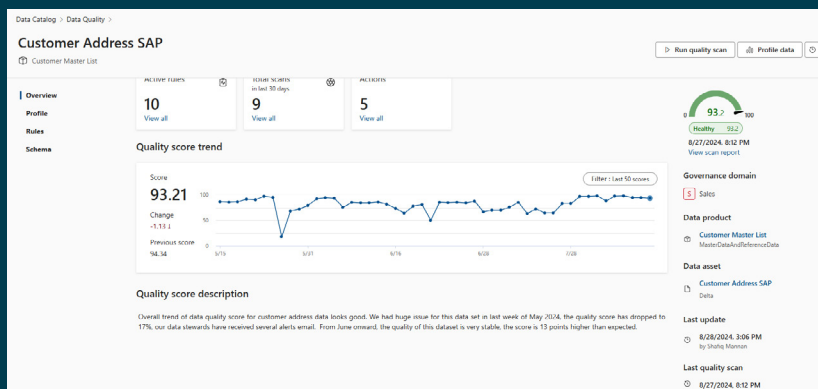 Data Catalog > Data Quality >
Customer Address SAP
Customer Master List
Run quality scan
Profile data
Overview
Profile
Rules
Schema
Active rules
10
View all
Total scans
in last 30 days
9
View all
Actions
5
View all
0 93.2 100
Healthy 93.2
8/27/2024, 8:12 PM
View scan report
Quality score trend
Score
93.21
Change
-1.13 ↓
Previous score
94.34
Filter : Last 50 scores
100
50
0
5/15 5/31 6/16 6/28 7/28
Quality score description
Overall trend of data quality score for customer address data looks good. We had huge issue for this data set in last week of May 2024, the quality score has dropped to
17%, our data stewards have received several alerts email. From June onward, the quality of this dataset is very stable, the score is 13 points higher than expected.
Governance domain
S Sales
Data product
Customer Master List
MasterDataAndReferenceData
Data asset
Customer Address SAP
Delta
Last update
8/28/2024, 3:06 PM
by Shafiq Mannan
Last quality scan
8/27/2024, 8:12 PM